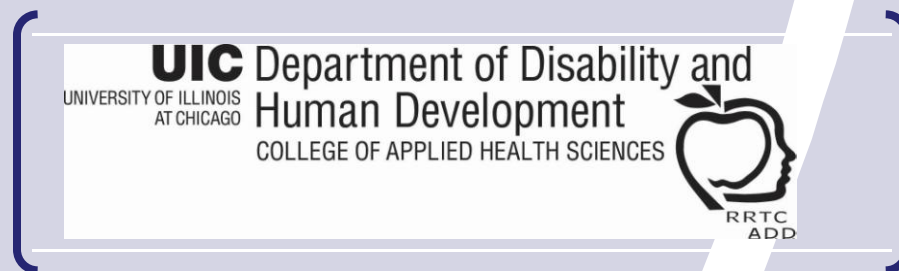 UIC Department of Disability and
UNIVERSITY OF ILLINOIS
AT CHICAGO Human Development
COLLEGE OF APPLIED HEALTH SCIENCES
RRTC
ADD